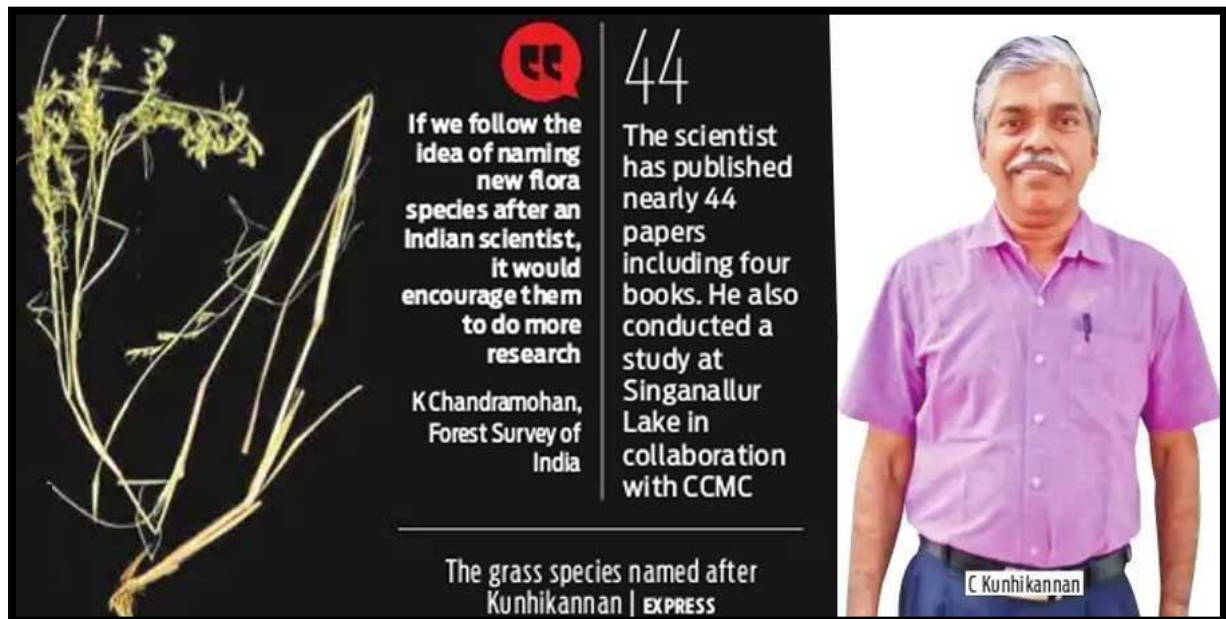 If we follow the
idea of naming
new flora
species after an
Indian scientist,
it would
encourage them
to do more
research
K Chandramohan,
Forest Survey of
India
44
The scientist
has published
nearly 44
papers
including four
books. He also
conducted a
study at
Singanallur
Lake in
collaboration
with CCMC
The grass species named after
Kunhikannan | EXPRESS
C Kunhikannan